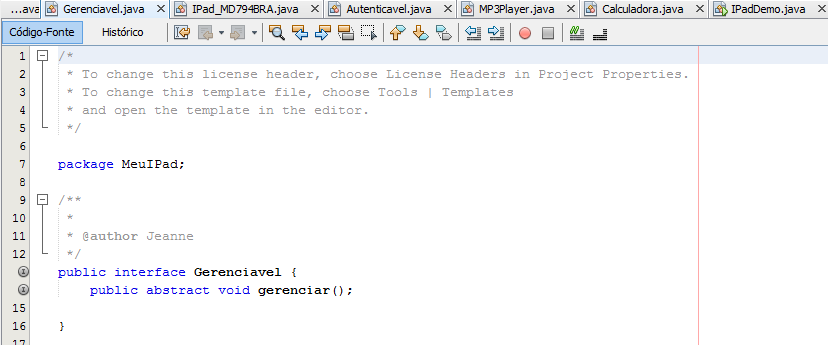 ...ava Gerenciavel.java IPad_MD794BRA.java Autenticavel.java MP3Player.java Calculadora.java IPadDemo.java
Código-Fonte Histórico
1 /*
2 * To change this license header, choose License Headers in Project Properties.
3 * To change this template file, choose Tools | Templates
4 * and open the template in the editor.
5 */
6
7 package MeuIPad;
8
9 /**
10 *
11 * @author Jeanne
12 */
public interface Gerenciavel {
public abstract void gerenciar();
15
16 }
17